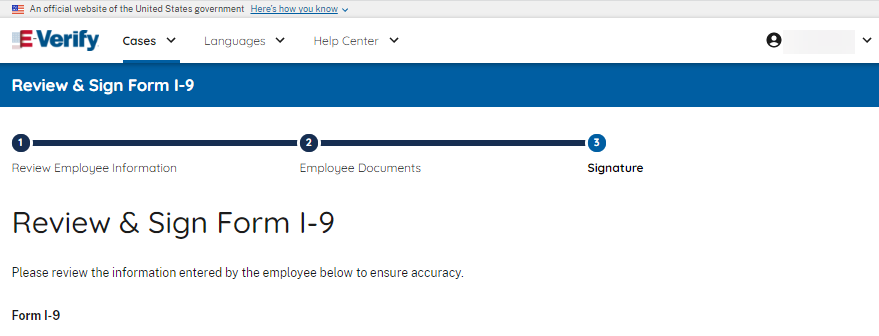 An official website of the United States government Here's how you know
E-Verify Cases Languages Help Center
Review & Sign Form I-9
1 2 3
Review Employee Information Employee Documents Signature
Review & Sign Form I-9
Please review the information entered by the employee below to ensure accuracy.
Form I-9